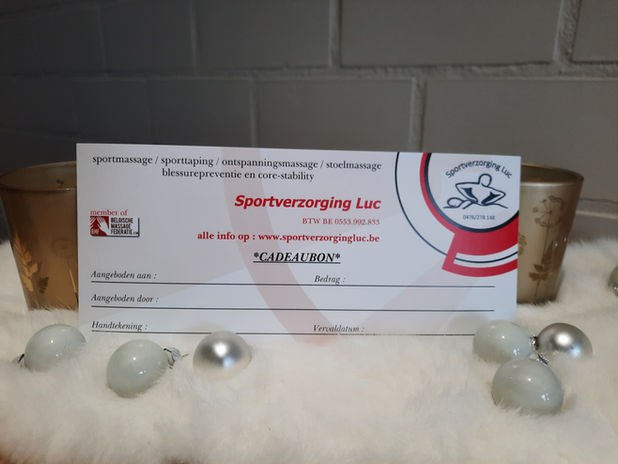 sportmassage / sporttaping / ontspanningsmassage / stoelmassage
blessurepreventie en core-stability
Sportverzorging Luc
0476/278.148
Sportverzorging Luc
BTW BE 0553.992.833
member of
BELGISCHE
MASSAGE
FEDERATIE
alle info op : www.sportverzorgingluc.be
*CADEAUBON*
Aangeboden aan :
Bedrag :
Aangeboden door :
Handtekening :
Vervaldatum :